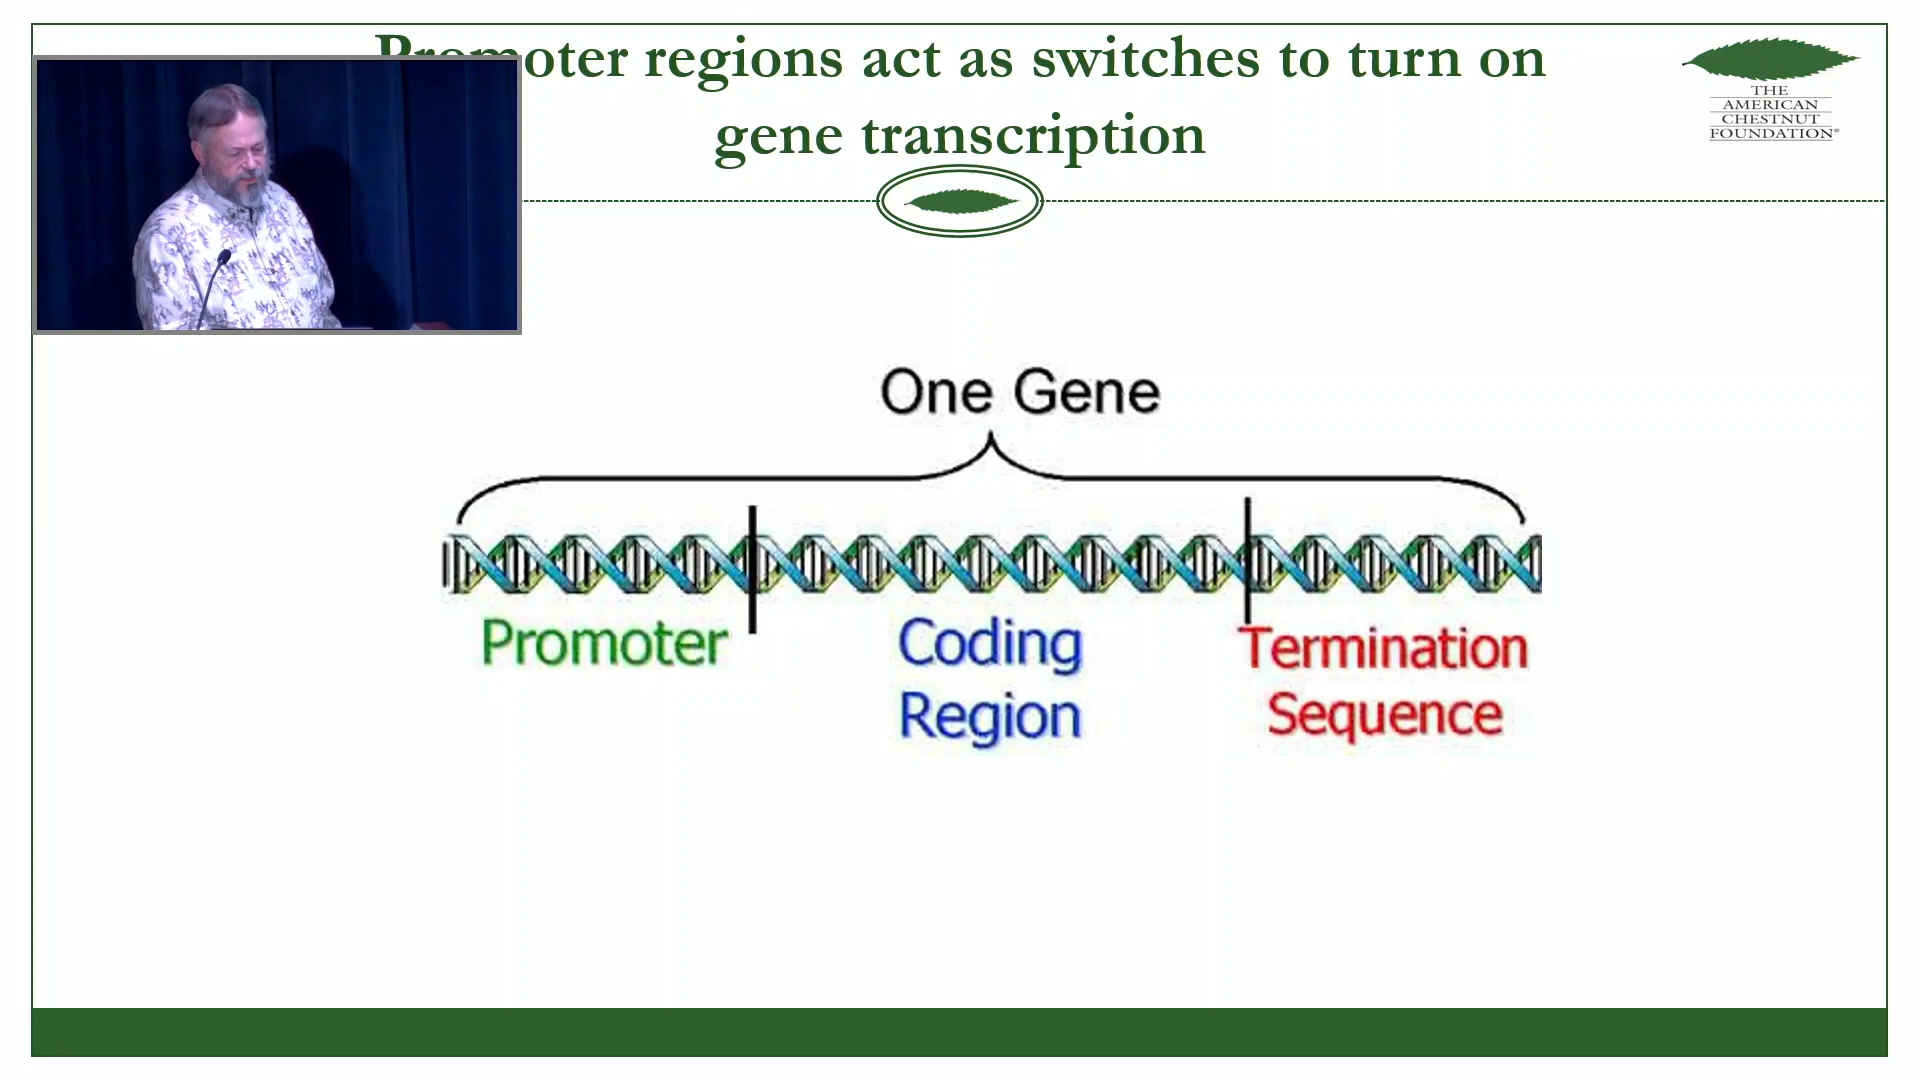 Promoter regions act as switches to turn on
gene transcription
THE
AMERICAN
CHESTNUT
FOUNDATION®
One Gene
Promoter
Coding
Region
Termination
Sequence